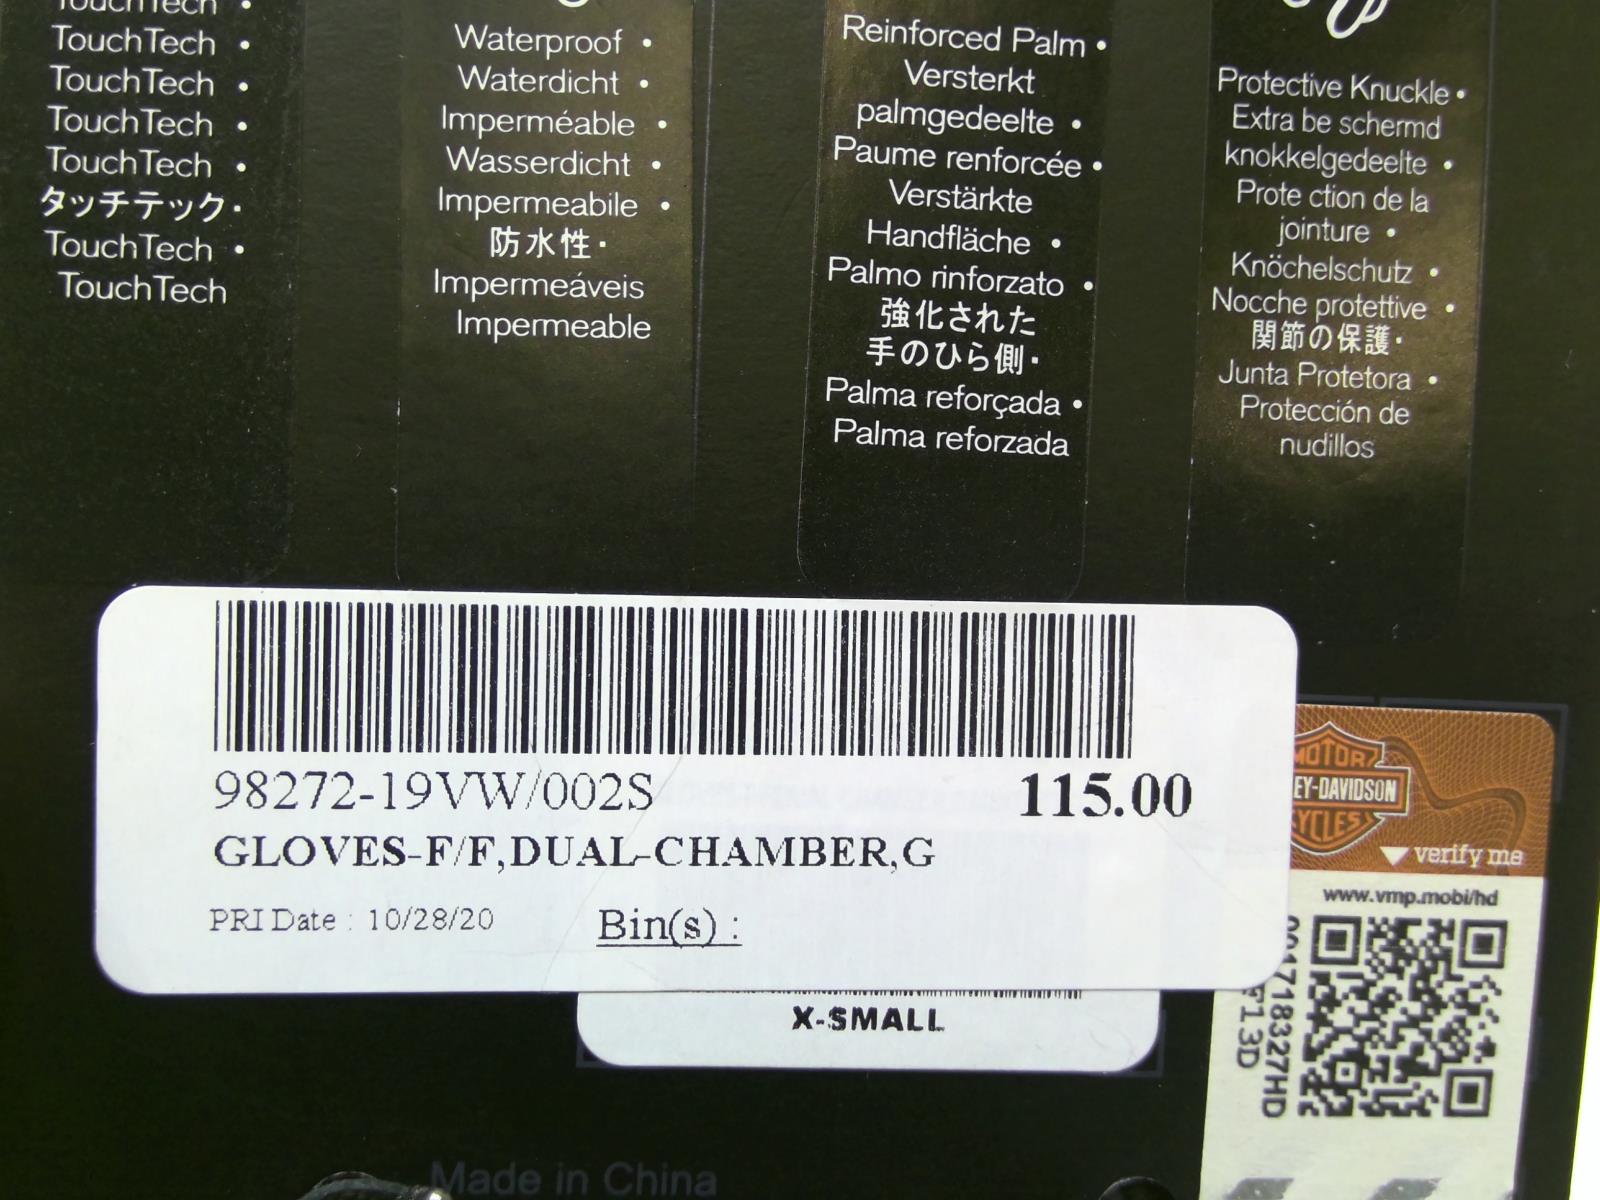 TouchTech •
TouchTech •
TouchTech •
TouchTech •
TouchTech •
タッチテック・
TouchTech •
TouchTech
Waterproof •
Waterdicht •
Imperméable •
Wasserdicht •
Impermeabile •
防水性・
Impermeáveis
Impermeable
Reinforced Palm •
Versterkt
palmgedeelte •
Paume renforcée •
Verstärkte
Handfläche •
Palmo rinforzato •
強化された
手のひら側・
Palma reforçada •
Palma reforzada
Protective Knuckle •
Extra be schermd
knokkelgedeelte •
Prote ction de la
jointure •
Knöchelschutz •
Nocche protettive •
関節の保護・
Junta Protetora •
Protección de
nudillos
98272-19VW/002S 115.00
GLOVES-F/F,DUAL-CHAMBER,G
PRI Date : 10/28/20 Bin(s) :
X-SMALL
MOTOR
EY-DAVIDSON
CYCLES
verify me
www.vmp.mobi/hd
Made in China